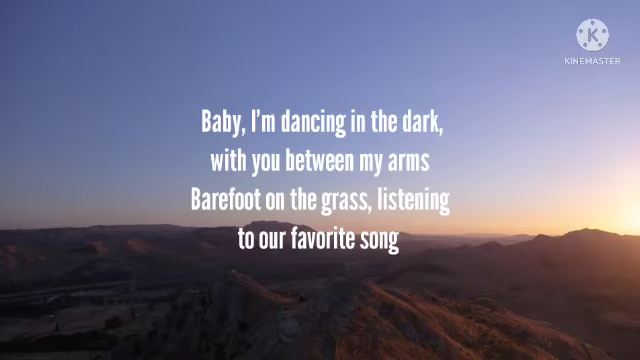 KINEMASTER
Baby, I'm dancing in the dark,
with you between my arms
Barefoot on the grass, listening
to our favorite song